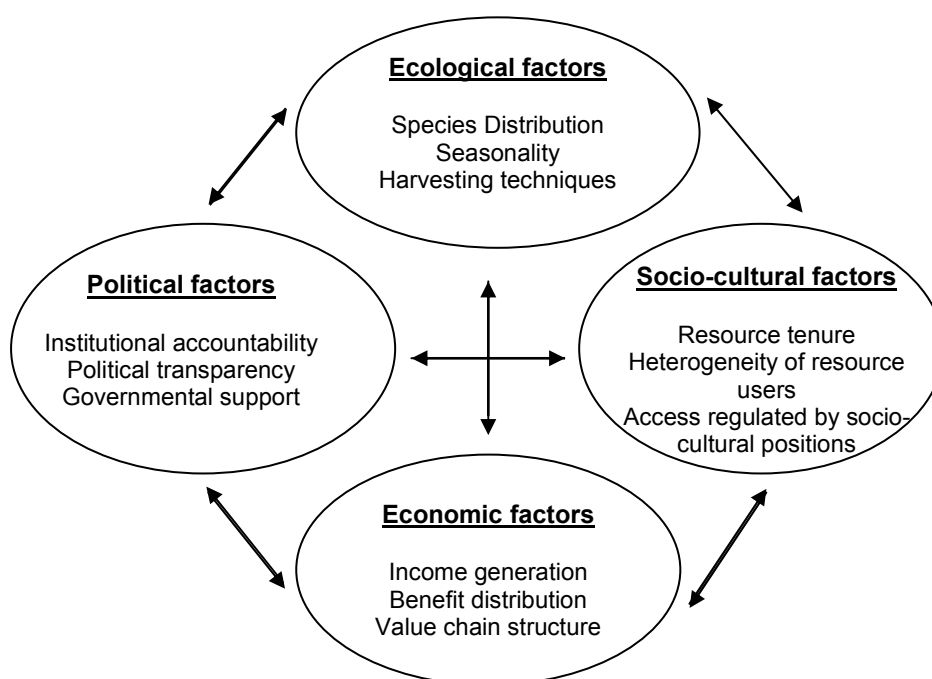 Ecological factors
Species Distribution
Seasonality
Harvesting techniques
Political factors
Institutional accountability
Political transparency
Governmental support
Socio-cultural factors
Resource tenure
Heterogeneity of resource
users
Access regulated by socio-
cultural positions
Economic factors
Income generation
Benefit distribution
Value chain structure